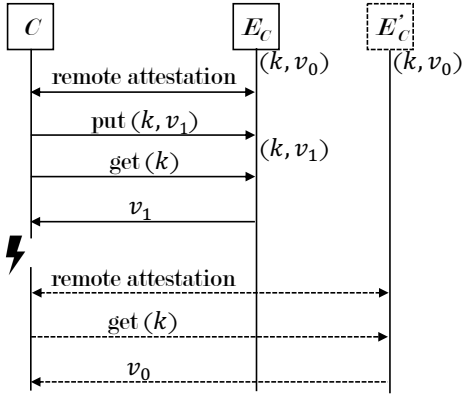 C E_C E'_C
(k, v_0) (k, v_0)
remote attestation
put (k, v_1)
(k, v_1)
get (k)
v_1
remote attestation
get (k)
v_0